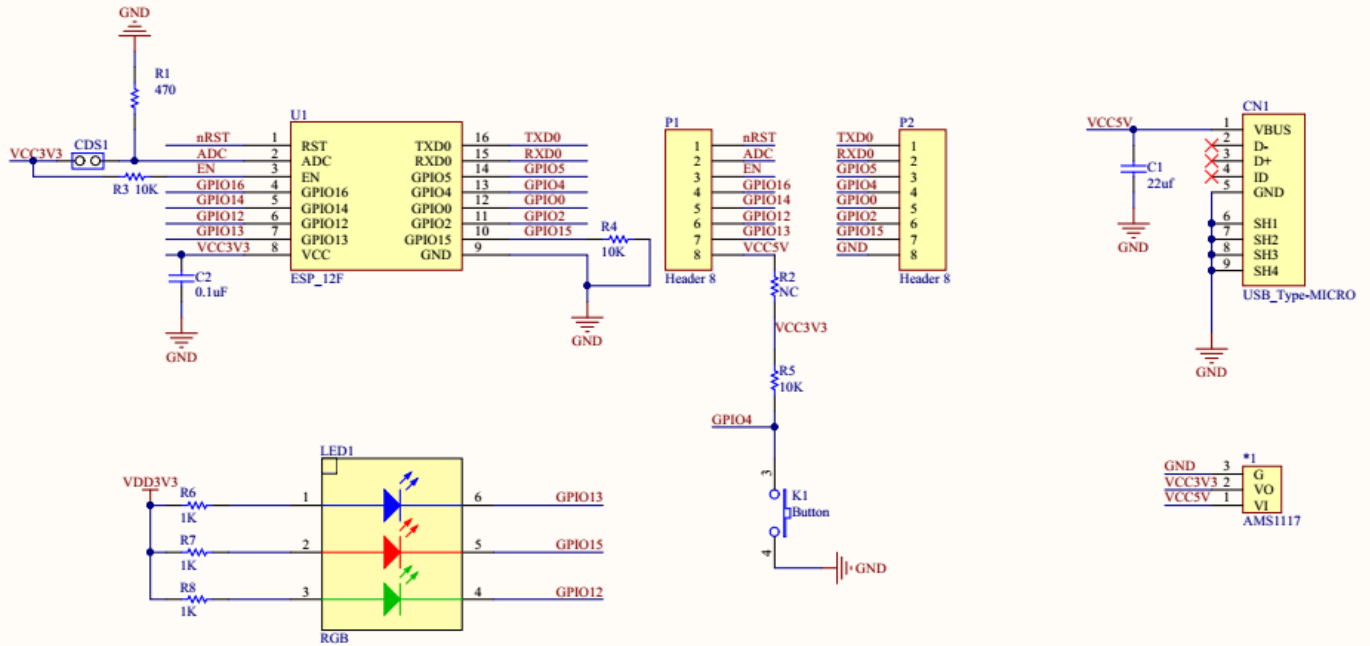 GND
R1
470
VCC3V3
CDS1
R3 10K
nRST
ADC
EN
GPIO16
GPIO14
GPIO12
GPIO13
VCC3V3
C2
0.1uF
GND
U1
1 RST TXD0 16 TXD0
2 ADC RXD0 15 RXD0
3 EN GPIO5 14 GPIO5
4 GPIO16 GPIO4 13 GPIO4
5 GPIO14 GPIO0 12 GPIO0
6 GPIO12 GPIO2 11 GPIO2
7 GPIO13 GPIO15 10 GPIO15
8 VCC GND 9
ESP_12F
R4
10K
GND
P1
1 nRST
2 ADC
3 EN
4 GPIO16
5 GPIO14
6 GPIO12
7 GPIO13
8 VCC5V
Header 8
R2
NC
VCC3V3
R5
10K
GPIO4
3
K1
Button
4
GND
P2
TXD0 1
RXD0 2
GPIO5 3
GPIO4 4
GPIO0 5
GPIO2 6
GPIO15 7
GND 8
Header 8
VCC5V
C1
22uf
GND
CN1
1 VBUS
2 D-
3 D+
4 ID
5 GND
6 SH1
7 SH2
8 SH3
9 SH4
USB_Type-MICRO
GND
LED1
VDD3V3
R6
1K
1 6 GPIO13
R7
1K
2 5 GPIO15
R8
1K
3 4 GPIO12
RGB
*1
GND 3 G
VCC3V3 2 VO
VCC5V 1 VI
AMS1117